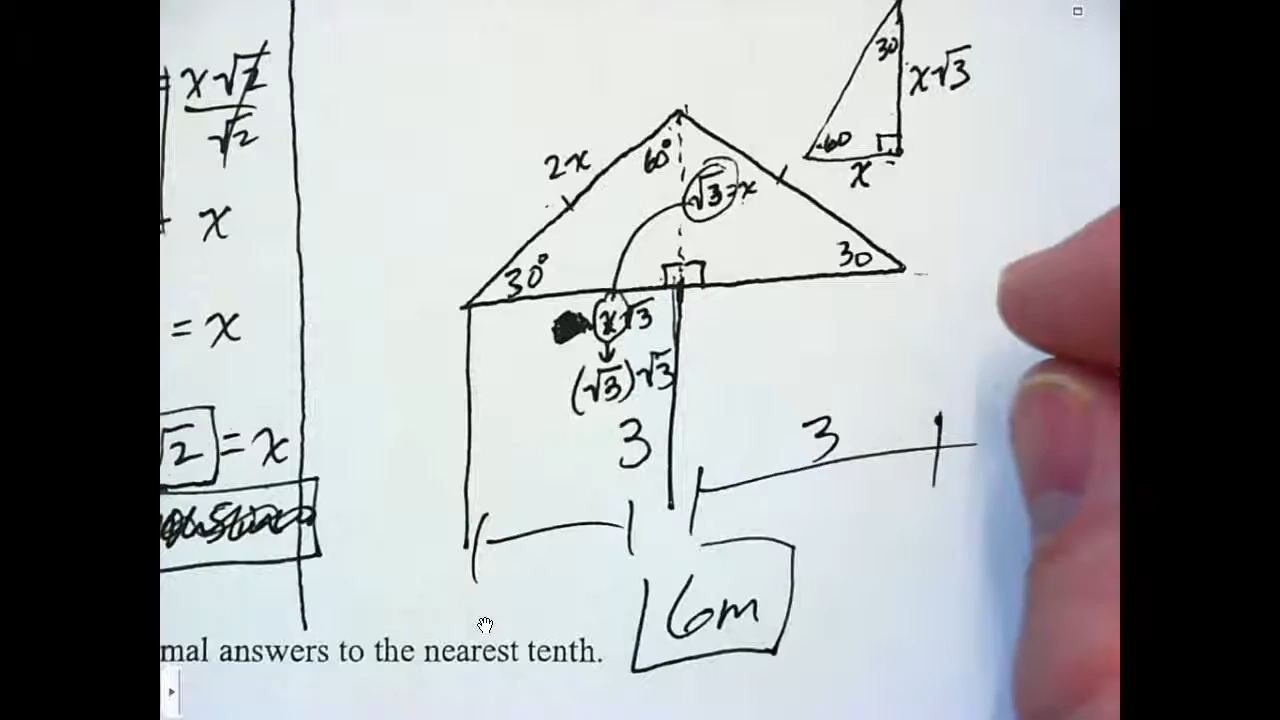 x√2
√2
x
= x
√2 = x
2x
60°
√3 = x
30°
30
x√3
(√3)√3
3
3
6m
30
x√3
60
x
mal answers to the nearest tenth.